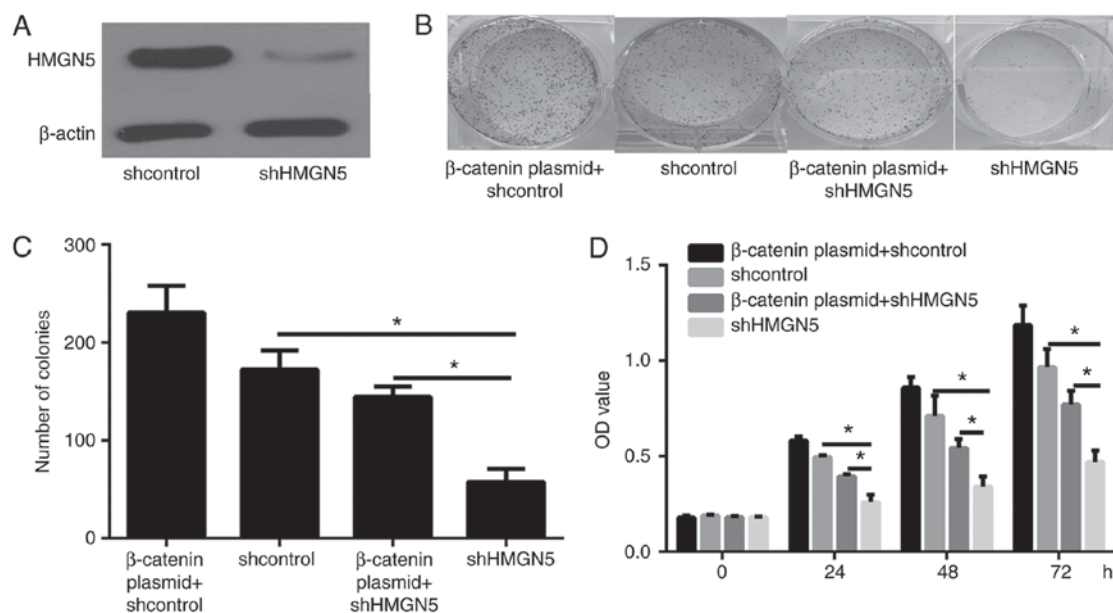 A
HMGN5
β-actin
shcontrol
shHMGN5
B
β-catenin plasmid+
shcontrol
shcontrol
β-catenin plasmid+
shHMGN5
shHMGN5
C
Number of colonies
300
200
100
0
*
*
β-catenin
plasmid+
shcontrol
shcontrol
β-catenin
plasmid+
shHMGN5
shHMGN5
D
β-catenin plasmid+shcontrol
shcontrol
β-catenin plasmid+shHMGN5
shHMGN5
OD value
1.5
1.0
0.5
0.0
*
*
*
*
*
*
0
24
48
72
h